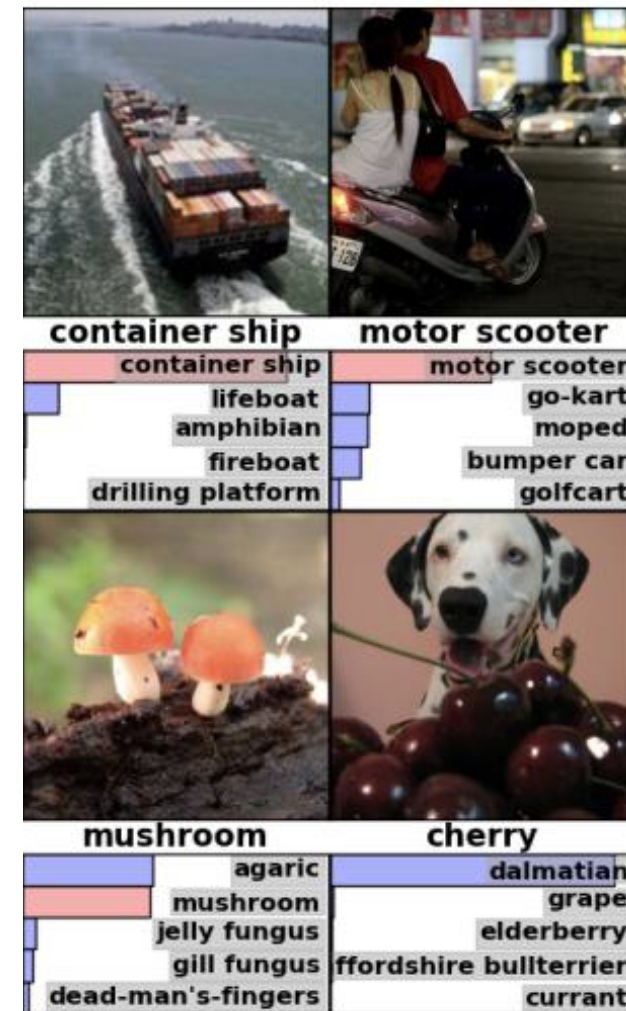 container ship
container ship
lifeboat
amphibian
fireboat
drilling platform
motor scooter
motor scooter
go-kart
moped
bumper car
golfcart
mushroom
agaric
mushroom
jelly fungus
gill fungus
dead-man's-fingers
cherry
dalmatian
grape
elderberry
ffordshire bullterrier
currant